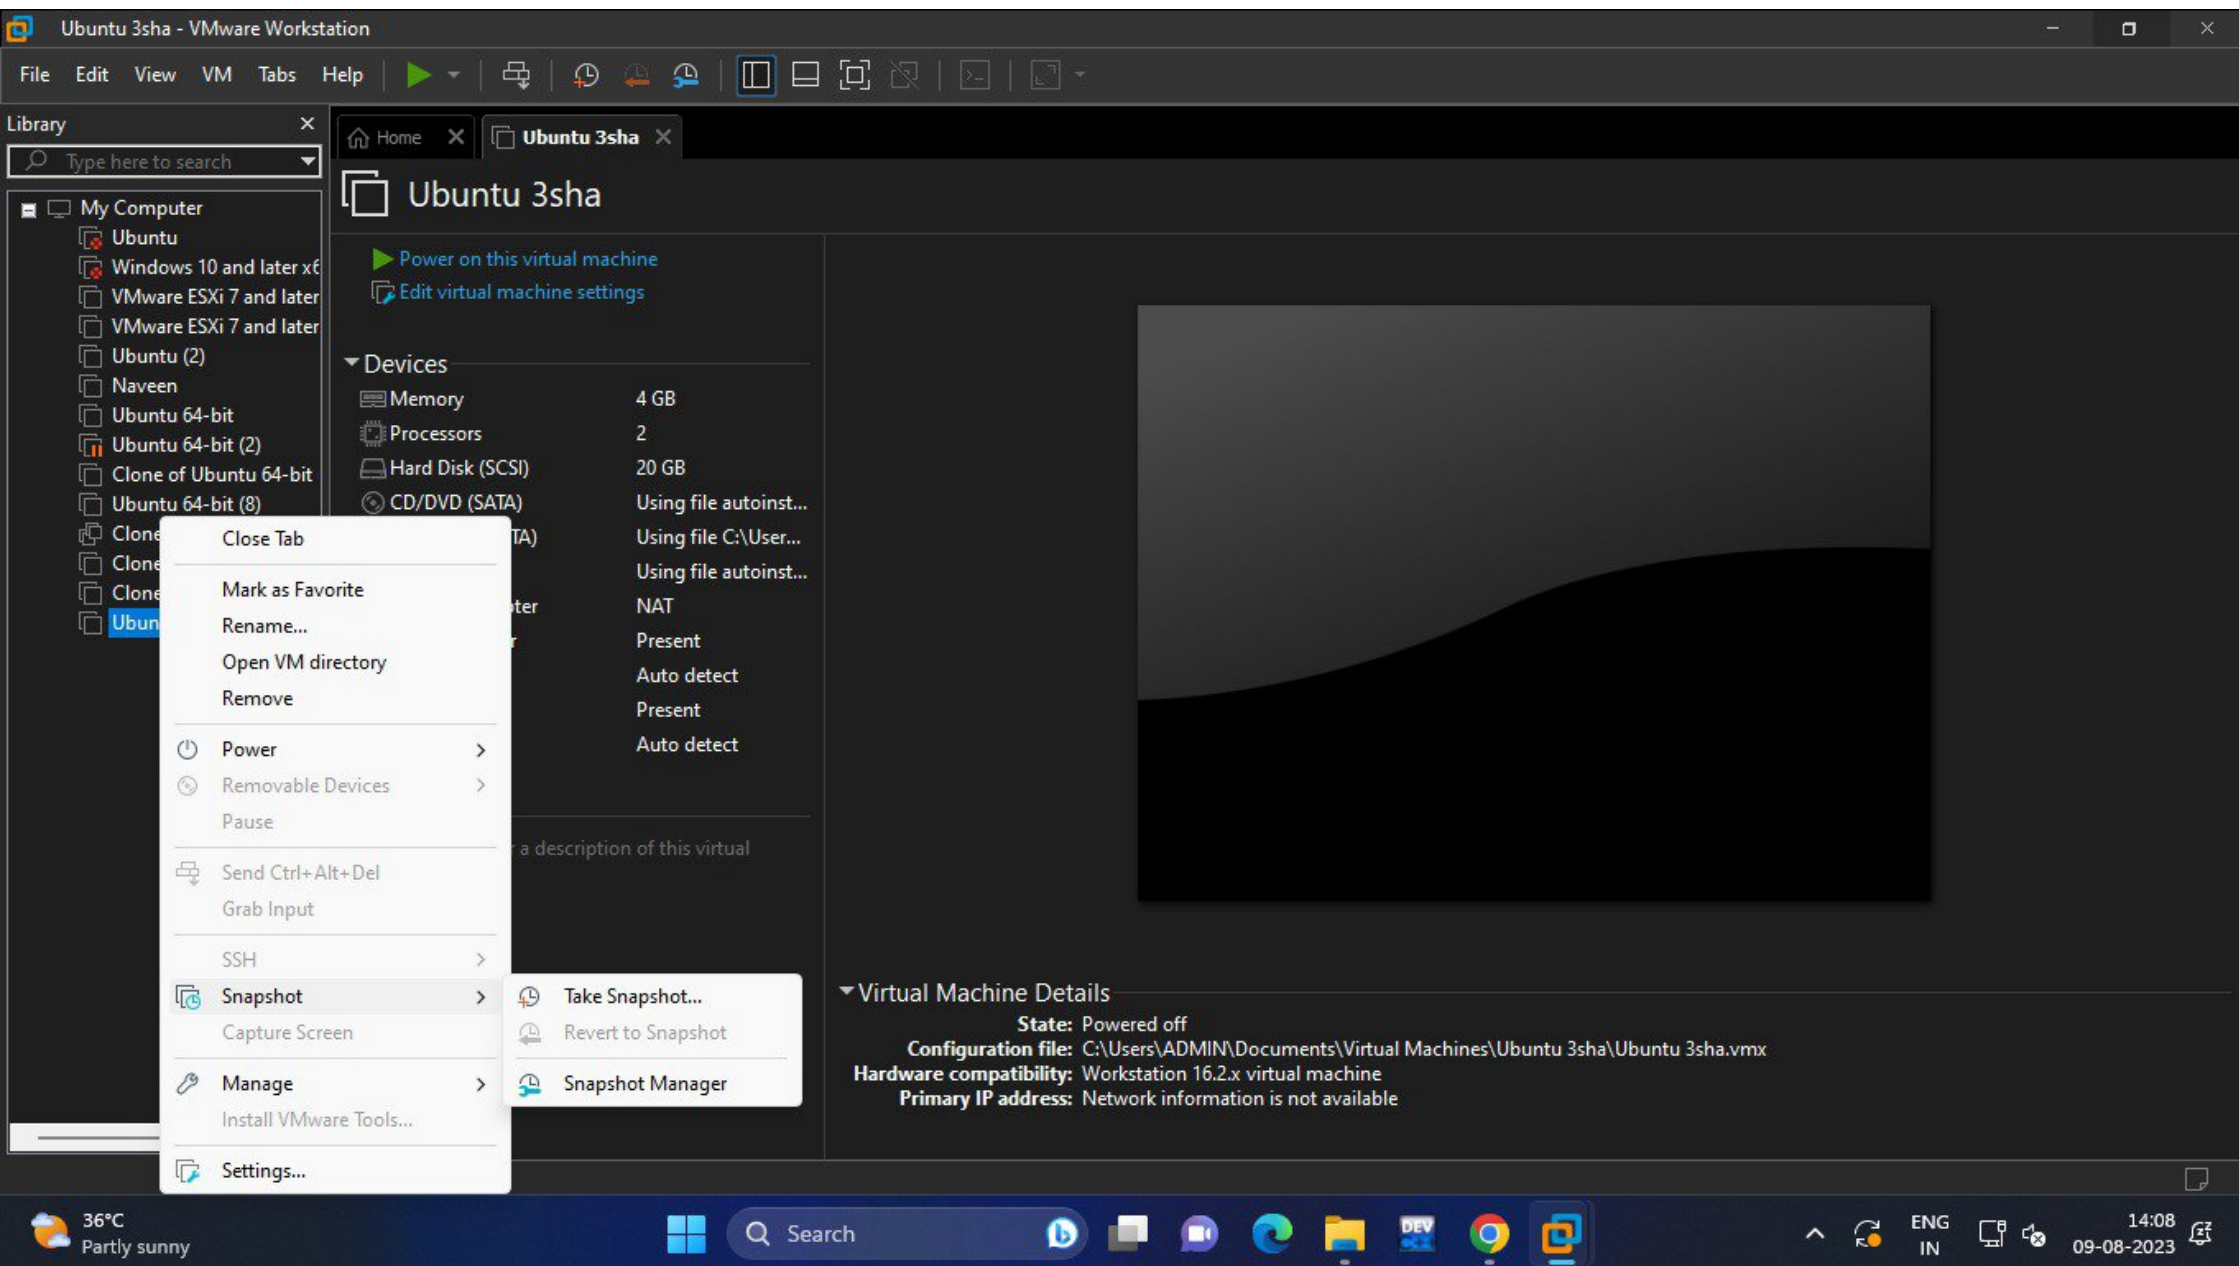 Ubuntu 3sha - VMware Workstation
File Edit View VM Tabs Help
Library
Type here to search
Home
Ubuntu 3sha
Ubuntu 3sha
My Computer
Ubuntu
Windows 10 and later x6
VMware ESXi 7 and later
VMware ESXi 7 and later
Ubuntu (2)
Naveen
Ubuntu 64-bit
Ubuntu 64-bit (2)
Clone of Ubuntu 64-bit
Ubuntu 64-bit (8)
Clone
Clone
Clone
Ubun
Power on this virtual machine
Edit virtual machine settings
Devices
Memory 4 GB
Processors 2
Hard Disk (SCSI) 20 GB
CD/DVD (SATA) Using file autoinst...
TA) Using file C:\User...
Using file autoinst...
pter NAT
r Present
Auto detect
Present
Auto detect
a description of this virtual
Close Tab
Mark as Favorite
Rename...
Open VM directory
Remove
Power
Removable Devices
Pause
Send Ctrl+Alt+Del
Grab Input
SSH
Snapshot
Capture Screen
Manage
Install VMware Tools...
Settings...
Take Snapshot...
Revert to Snapshot
Snapshot Manager
Virtual Machine Details
State: Powered off
Configuration file: C:\Users\ADMIN\Documents\Virtual Machines\Ubuntu 3sha\Ubuntu 3sha.vmx
Hardware compatibility: Workstation 16.2.x virtual machine
Primary IP address: Network information is not available
36°C
Partly sunny
Search
DEV
C++
ENG
IN
14:08
09-08-2023